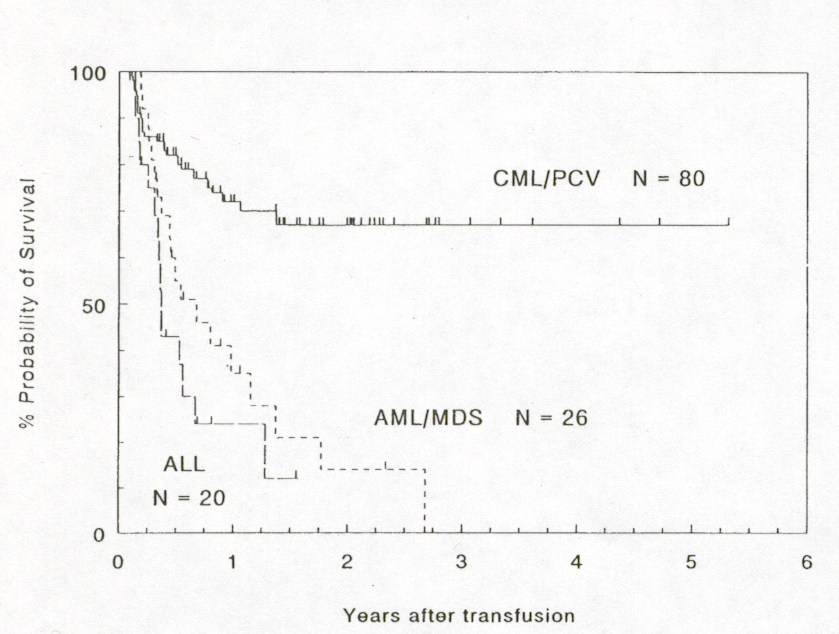 % Probability of Survival
100
50
0
CML/PCV N = 80
AML/MDS N = 26
ALL
N = 20
0 1 2 3 4 5 6
Years after transfusion